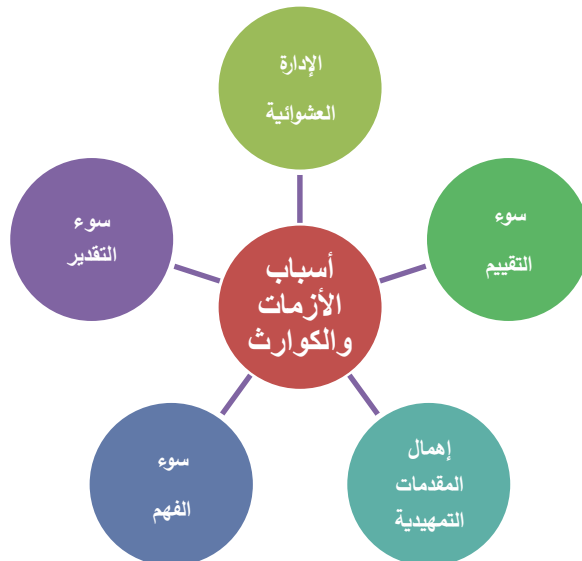 الإدارة
العشوائية
سوء
التقييم
سوء
التقدير
أسباب
الأزمات
والكوارث
إهمال
المقدمات
التمهيدية
سوء
الفهم